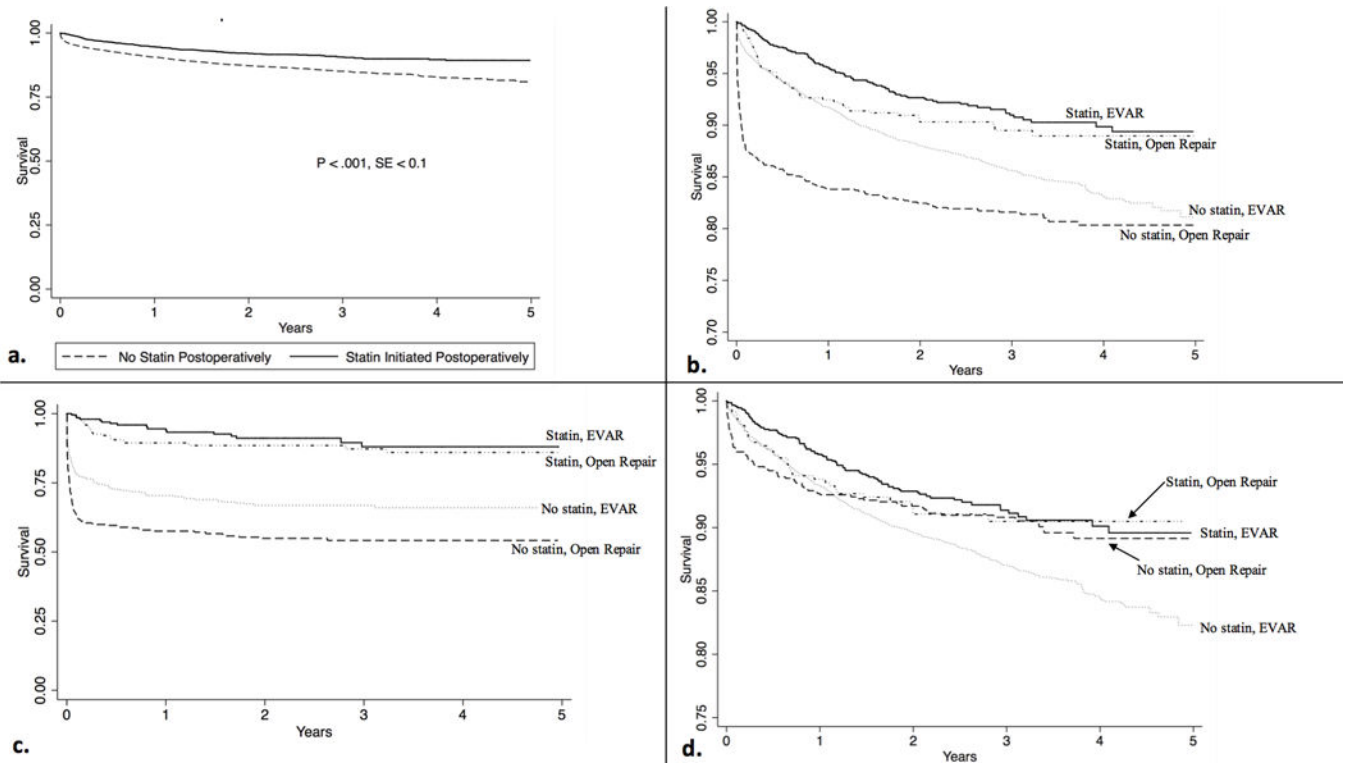 1.00
0.75
0.50
0.25
0.00
Survival
P < .001, SE < 0.1
0 1 2 3 4 5
Years
No Statin Postoperatively Statin Initiated Postoperatively
a.
1.00
0.95
0.90
0.85
0.80
0.75
0.70
Survival
Statin, EVAR
Statin, Open Repair
No statin, EVAR
No statin, Open Repair
0 1 2 3 4 5
Years
b.
1.00
0.75
0.50
0.25
0.00
Survival
Statin, EVAR
Statin, Open Repair
No statin, EVAR
No statin, Open Repair
0 1 2 3 4 5
Years
c.
1.00
0.95
0.90
0.85
0.80
0.75
Survival
Statin, Open Repair
Statin, EVAR
No statin, Open Repair
No statin, EVAR
0 1 2 3 4 5
Years
d.